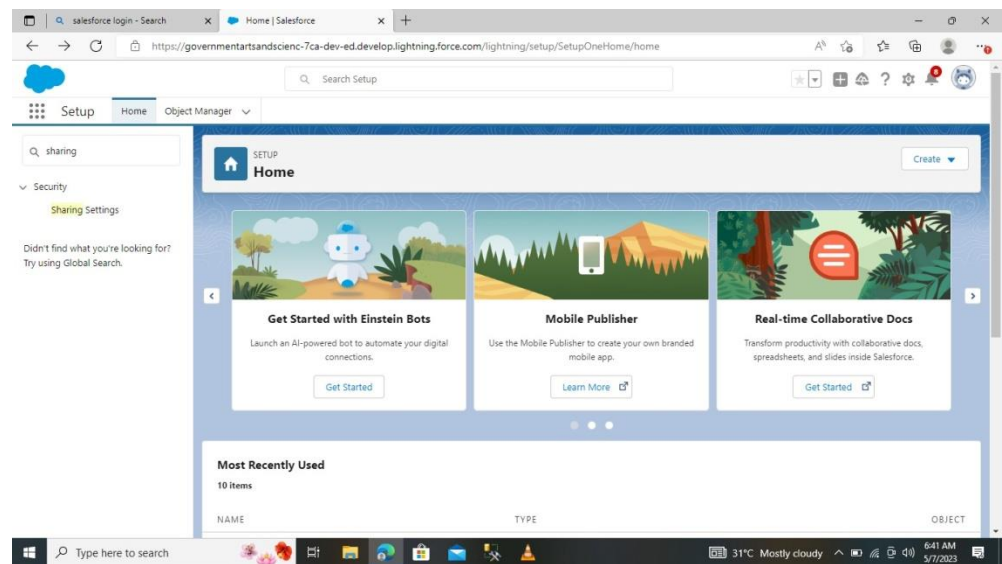 salesforce login - Search
Home | Salesforce
https://governmentartsandscienc-7ca-dev-ed.develop.lightning.force.com/lightning/setup/SetupOneHome/home
Search Setup
8
Setup
Home
Object Manager
sharing
Security
Sharing Settings
Didn't find what you're looking for?
Try using Global Search.
SETUP
Home
Create
Get Started with Einstein Bots
Launch an AI-powered bot to automate your digital
connections.
Get Started
Mobile Publisher
Use the Mobile Publisher to create your own branded
mobile app.
Learn More
Real-time Collaborative Docs
Transform productivity with collaborative docs,
spreadsheets, and slides inside Salesforce.
Get Started
Most Recently Used
10 items
NAME
TYPE
OBJECT
Type here to search
31°C Mostly cloudy
6:41 AM
5/7/2023